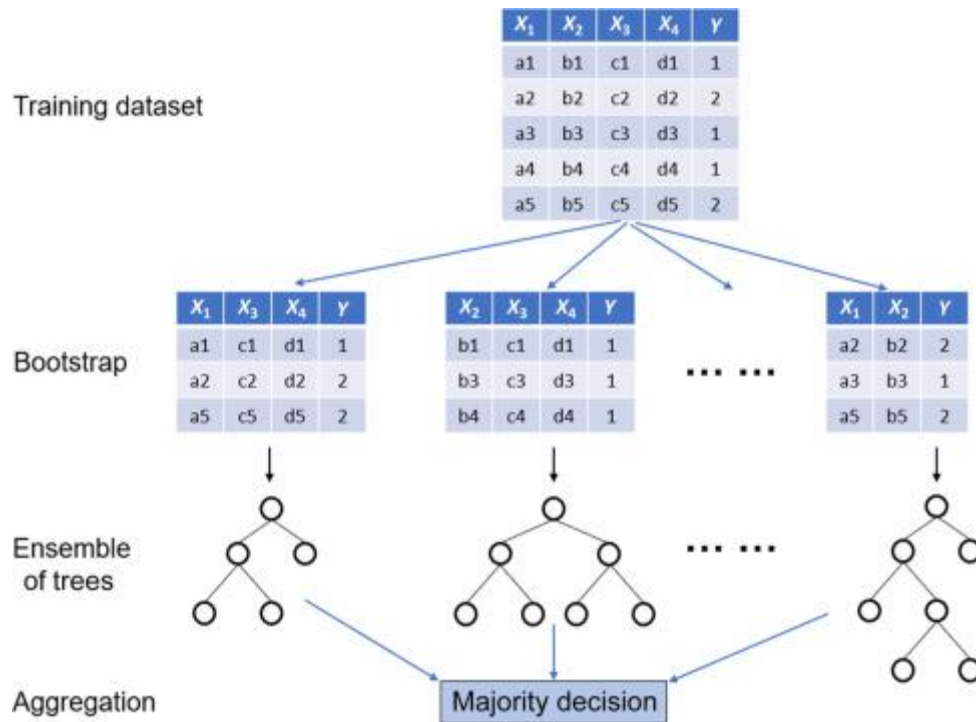 X₁ X₂ X₃ X₄ Y
a1 b1 c1 d1 1
Training dataset
a2 b2 c2 d2 2
a3 b3 c3 d3 1
a4 b4 c4 d4 1
a5 b5 c5 d5 2
Bootstrap
X₁ X₃ X₄ Y
a1 c1 d1 1
a2 c2 d2 2
a5 c5 d5 2
X₂ X₃ X₄ Y
b1 c1 d1 1
b3 c3 d3 1
b4 c4 d4 1
... ...
X₁ X₂ Y
a2 b2 2
a3 b3 1
a5 b5 2
Ensemble
of trees
... ...
Aggregation
Majority decision